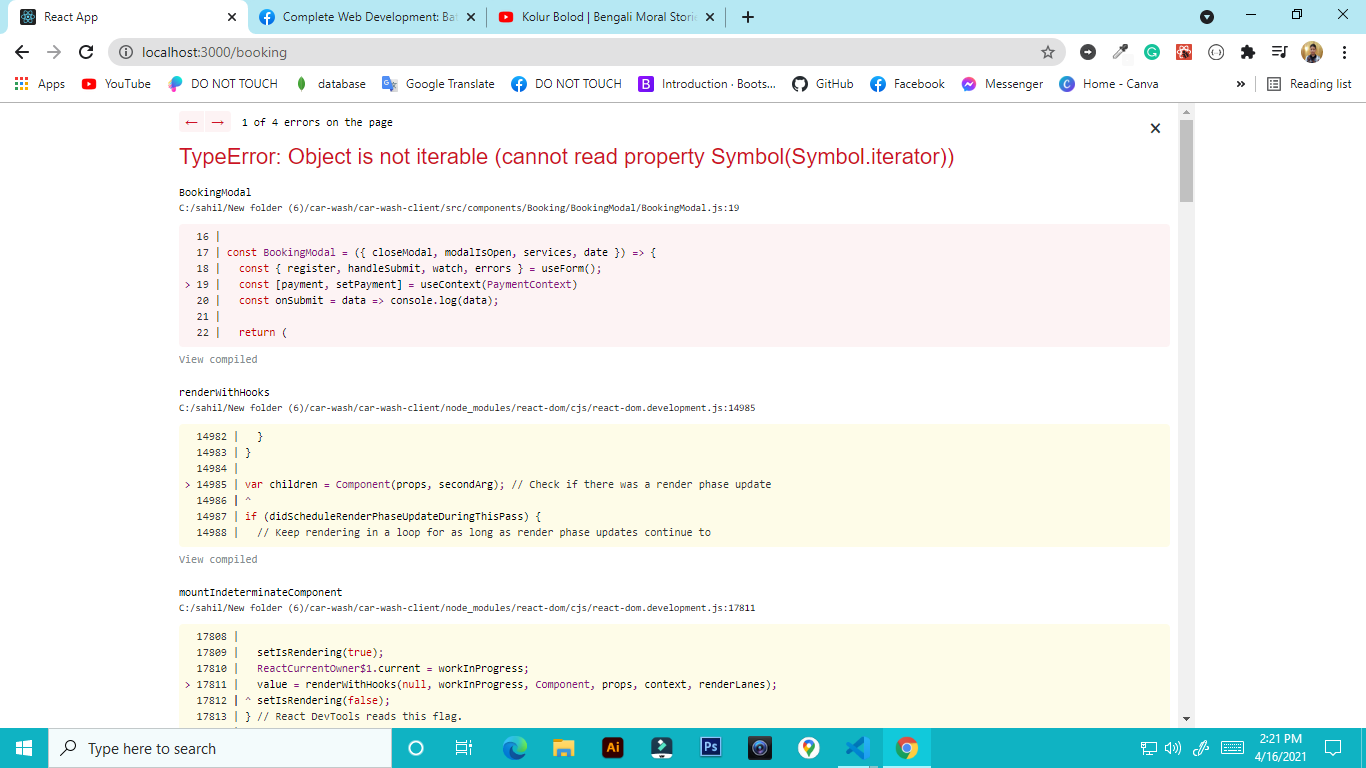 React App
Complete Web Development: Bat
Kolur Bolod | Bengali Moral Storie
localhost:3000/booking
Apps YouTube DO NOT TOUCH database Google Translate DO NOT TOUCH Introduction · Boots... GitHub Facebook Messenger Home - Canva » Reading list
← → 1 of 4 errors on the page
TypeError: Object is not iterable (cannot read property Symbol(Symbol.iterator))
BookingModal
C:/sahil/New folder (6)/car-wash/car-wash-client/src/components/Booking/BookingModal/BookingModal.js:19
16 |
17 | const BookingModal = ({ closeModal, modalIsOpen, services, date }) => {
18 |   const { register, handleSubmit, watch, errors } = useForm();
> 19 |   const [payment, setPayment] = useContext(PaymentContext)
20 |   const onSubmit = data => console.log(data);
21 |
22 |   return (
View compiled
renderWithHooks
C:/sahil/New folder (6)/car-wash/car-wash-client/node_modules/react-dom/cjs/react-dom.development.js:14985
14982 |   }
14983 | }
14984 |
> 14985 | var children = Component(props, secondArg); // Check if there was a render phase update
14986 | ^
14987 | if (didScheduleRenderPhaseUpdateDuringThisPass) {
14988 |   // Keep rendering in a loop for as long as render phase updates continue to
View compiled
mountIndeterminateComponent
C:/sahil/New folder (6)/car-wash/car-wash-client/node_modules/react-dom/cjs/react-dom.development.js:17811
17808 |
17809 |   setIsRendering(true);
17810 |   ReactCurrentOwner$1.current = workInProgress;
> 17811 |   value = renderWithHooks(null, workInProgress, Component, props, context, renderLanes);
17812 | ^ setIsRendering(false);
17813 | } // React DevTools reads this flag.
Type here to search
Ai
Ps
2:21 PM
4/16/2021